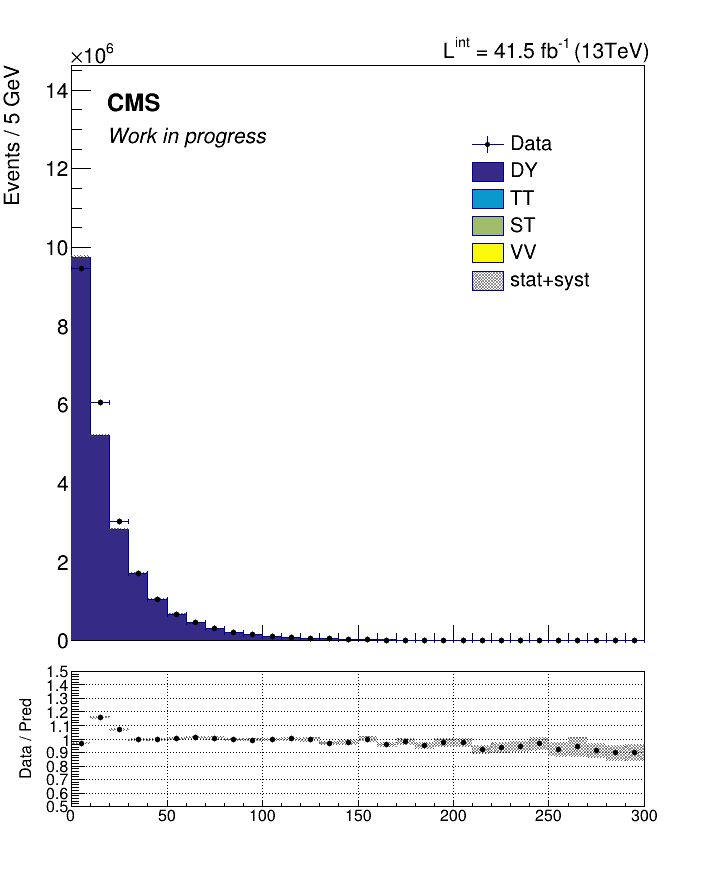 ×10⁶
L^int = 41.5 fb⁻¹ (13TeV)
Events / 5 GeV
CMS
Work in progress
Data
DY
TT
ST
VV
stat+syst
14
12
10
8
6
4
2
0
Data / Pred
1.5
1.4
1.3
1.2
1.1
1
0.9
0.8
0.7
0.6
0.5
0 50 100 150 200 250 300